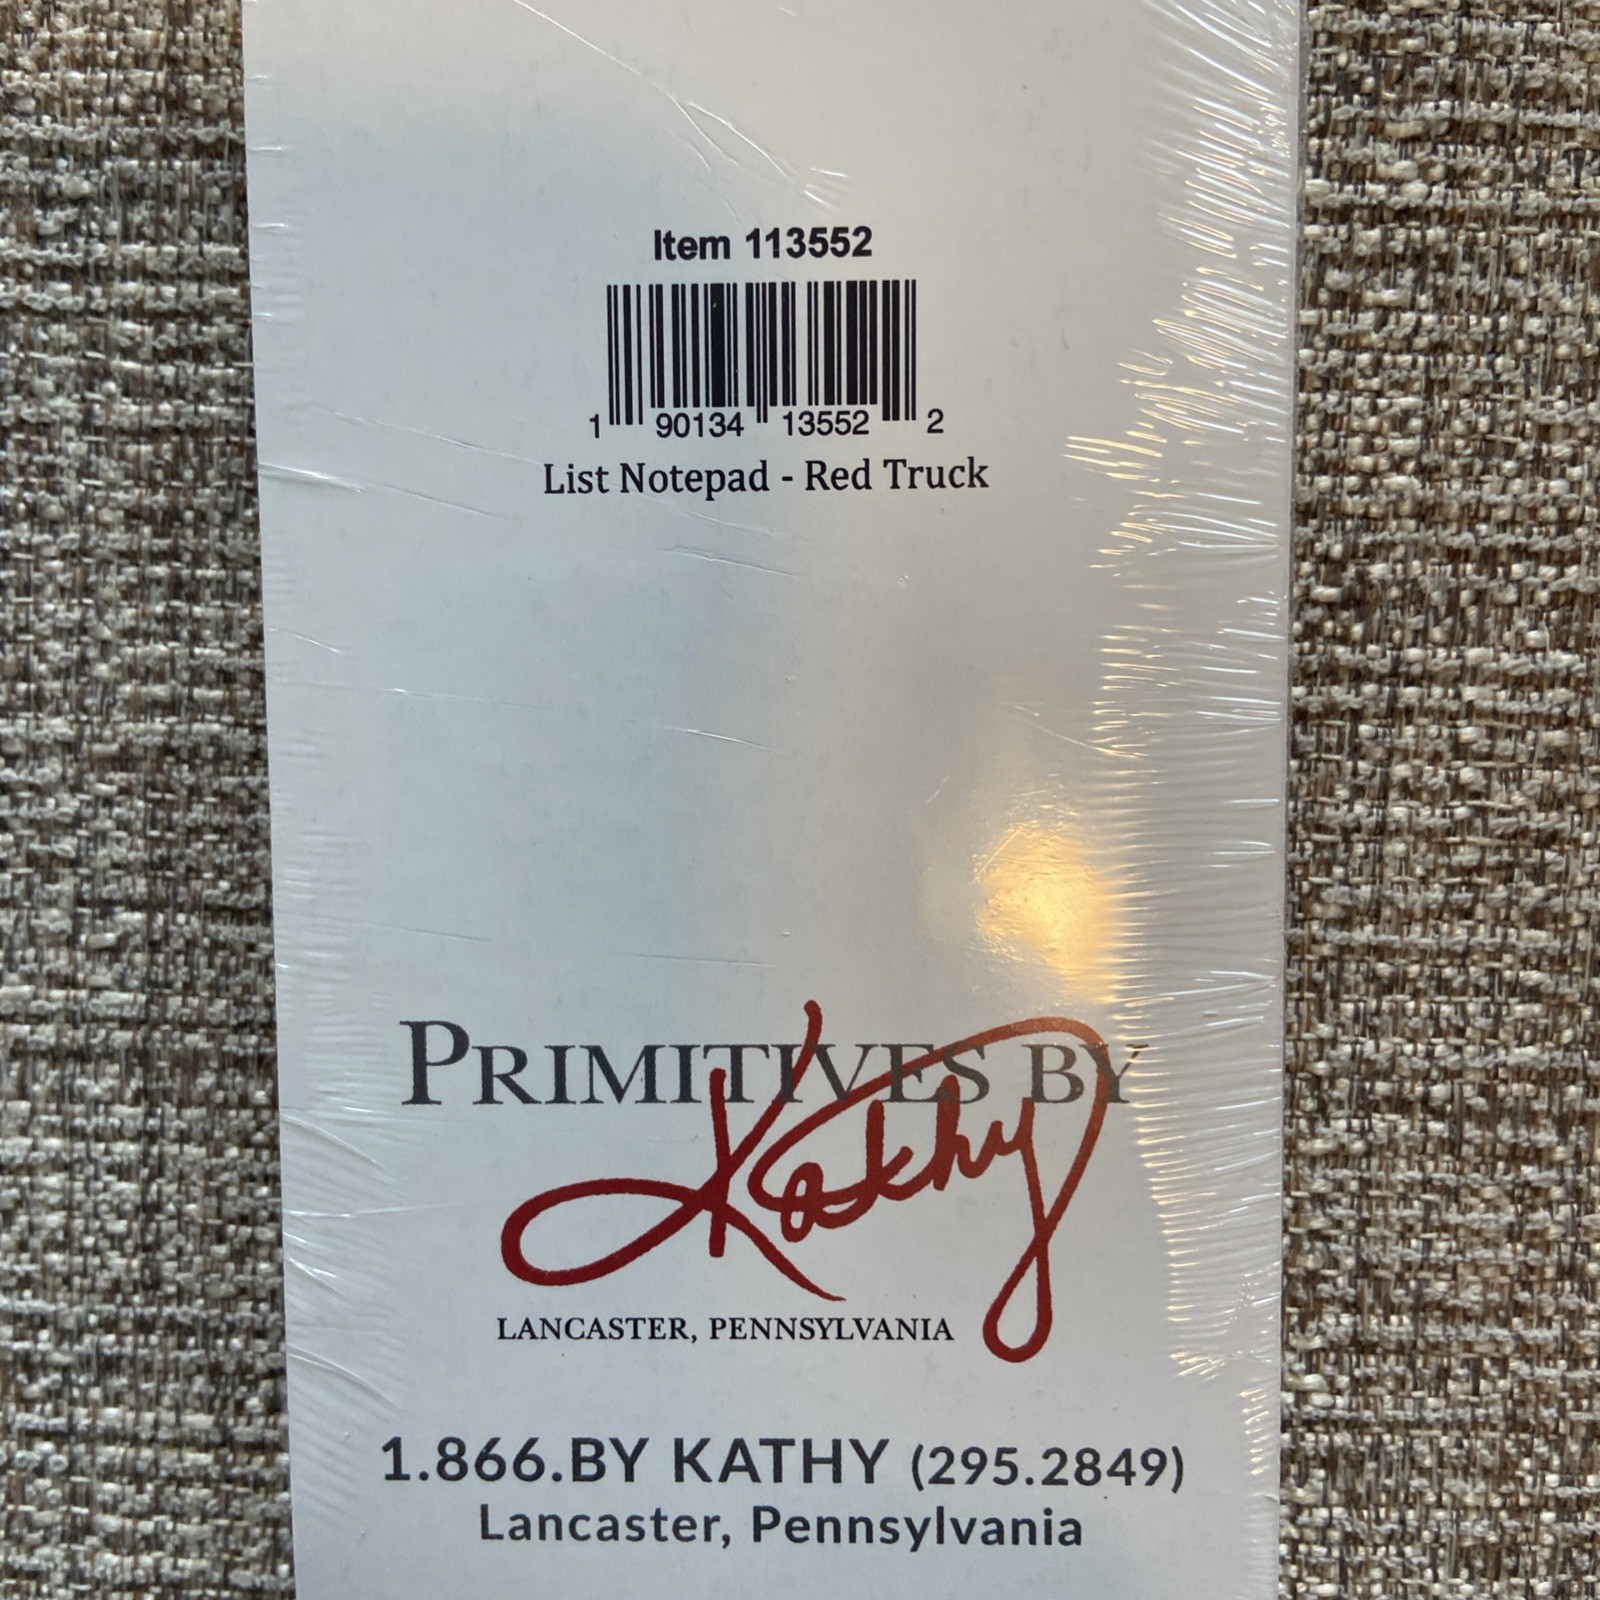 Item 113552
1 90134 13552 2
List Notepad - Red Truck
PRIMITIVES BY
Kathy
LANCASTER, PENNSYLVANIA
1.866.BY KATHY (295.2849)
Lancaster, Pennsylvania